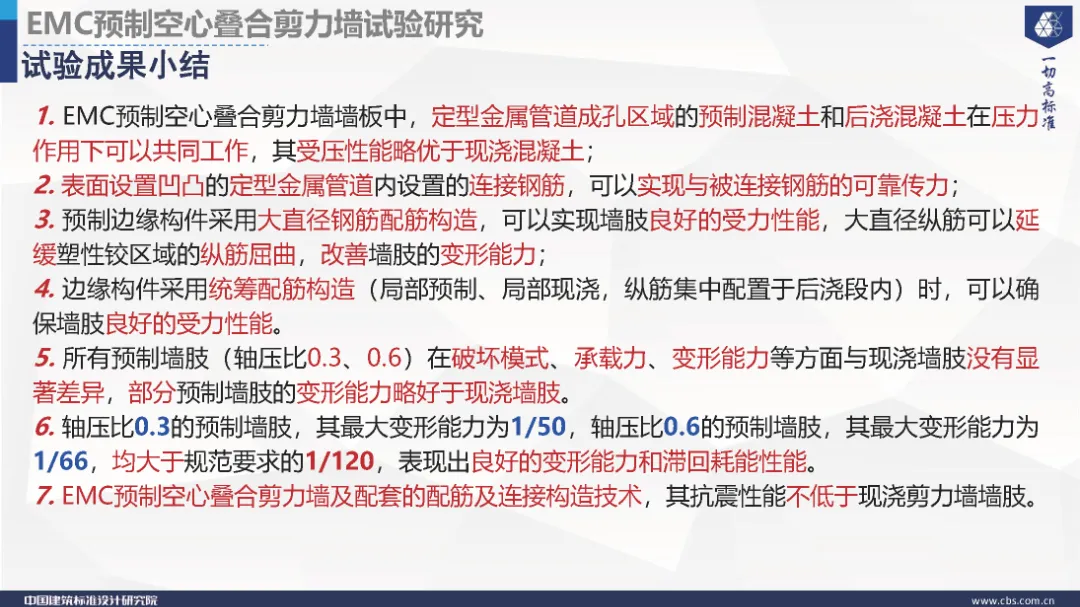 EMC预制空心叠合剪力墙试验研究
试验成果小结
一切高标准
1. EMC预制空心叠合剪力墙墙板中，定型金属管道成孔区域的预制混凝土和后浇混凝土在压力
作用下可以共同工作，其受压性能略优于现浇混凝土；
2. 表面设置凹凸的定型金属管道内设置的连接钢筋，可以实现与被连接钢筋的可靠传力；
3. 预制边缘构件采用大直径钢筋配筋构造，可以实现墙肢良好的受力性能，大直径纵筋可以延
缓塑性铰区域的纵筋屈曲，改善墙肢的变形能力；
4. 边缘构件采用统筹配筋构造（局部预制、局部现浇，纵筋集中配置于后浇段内）时，可以确
保墙肢良好的受力性能。
5. 所有预制墙肢（轴压比0.3、0.6）在破坏模式、承载力、变形能力等方面与现浇墙肢没有显
著差异，部分预制墙肢的变形能力略好于现浇墙肢。
6. 轴压比0.3的预制墙肢，其最大变形能力为1/50，轴压比0.6的预制墙肢，其最大变形能力为
1/66，均大于规范要求的1/120，表现出良好的变形能力和滞回耗能性能。
7. EMC预制空心叠合剪力墙及配套的配筋及连接构造技术，其抗震性能不低于现浇剪力墙墙肢。
中国建筑标准设计研究院
www.cbs.com.cn